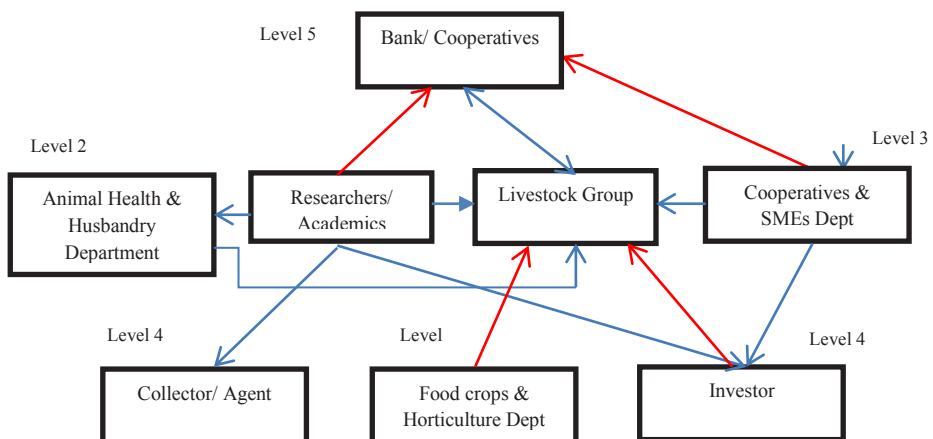 Level 5
Bank/ Cooperatives
Level 2
Level 3
Animal Health &
Husbandry
Department
Researchers/
Academics
Livestock Group
Cooperatives &
SMEs Dept
Level 4
Level
Level 4
Collector/ Agent
Food crops &
Horticulture Dept
Investor